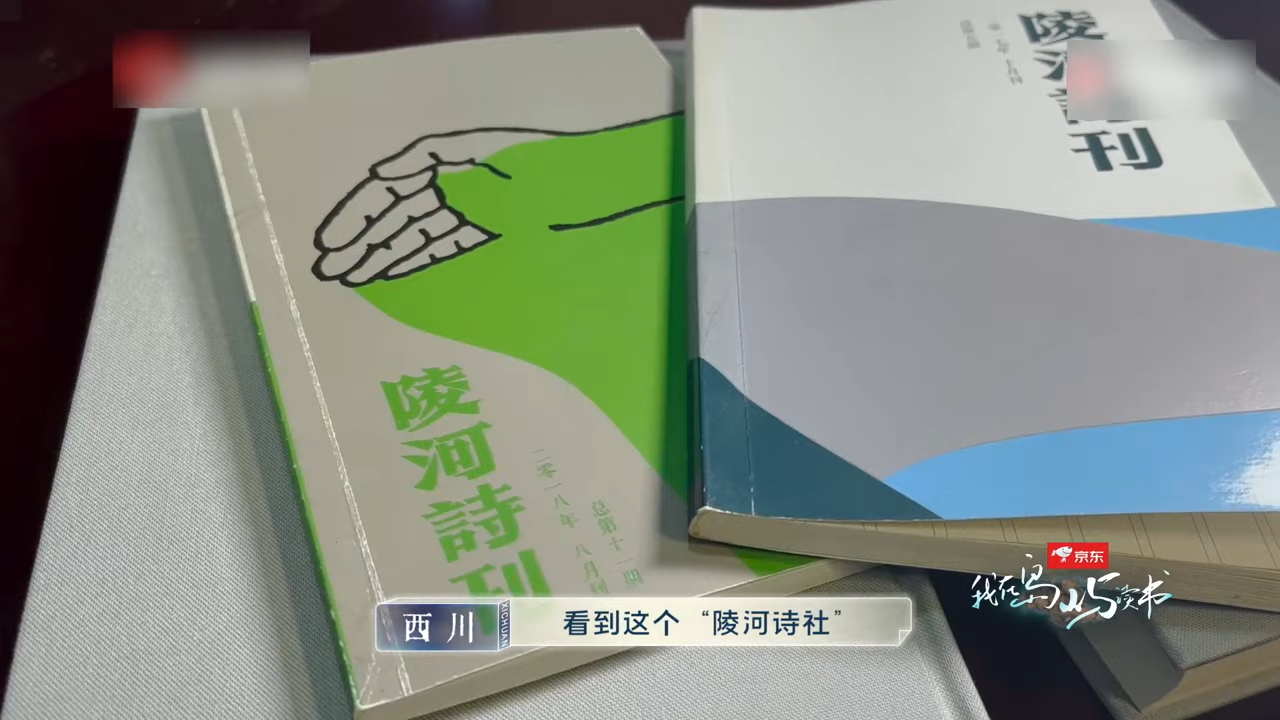 陵河詩刊
陵河詩刊
二零一八年 八月刊
总第十一期
京东
我在岛屿读书
西川
XICHUAN
看到这个“陵河诗社”